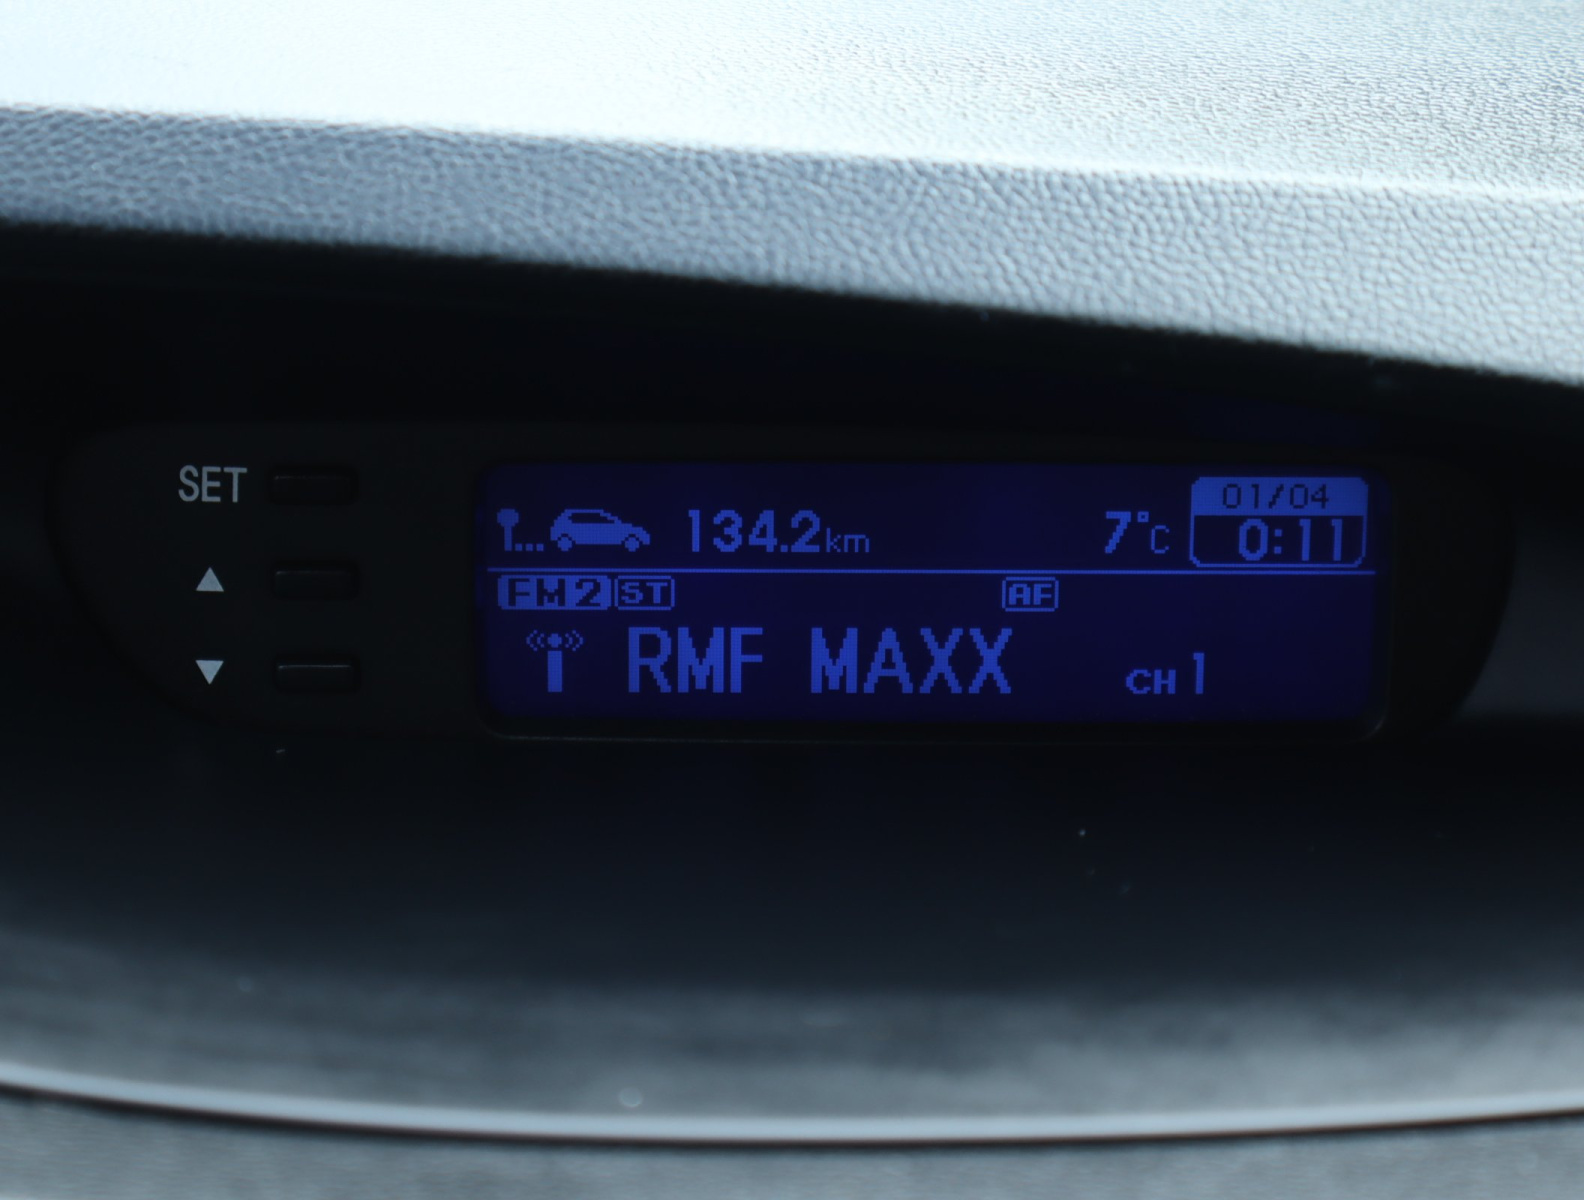 SET
▲
▼
134.2km 7°C 01/04
0:11
FM2 ST AF
RMF MAXX CH 1